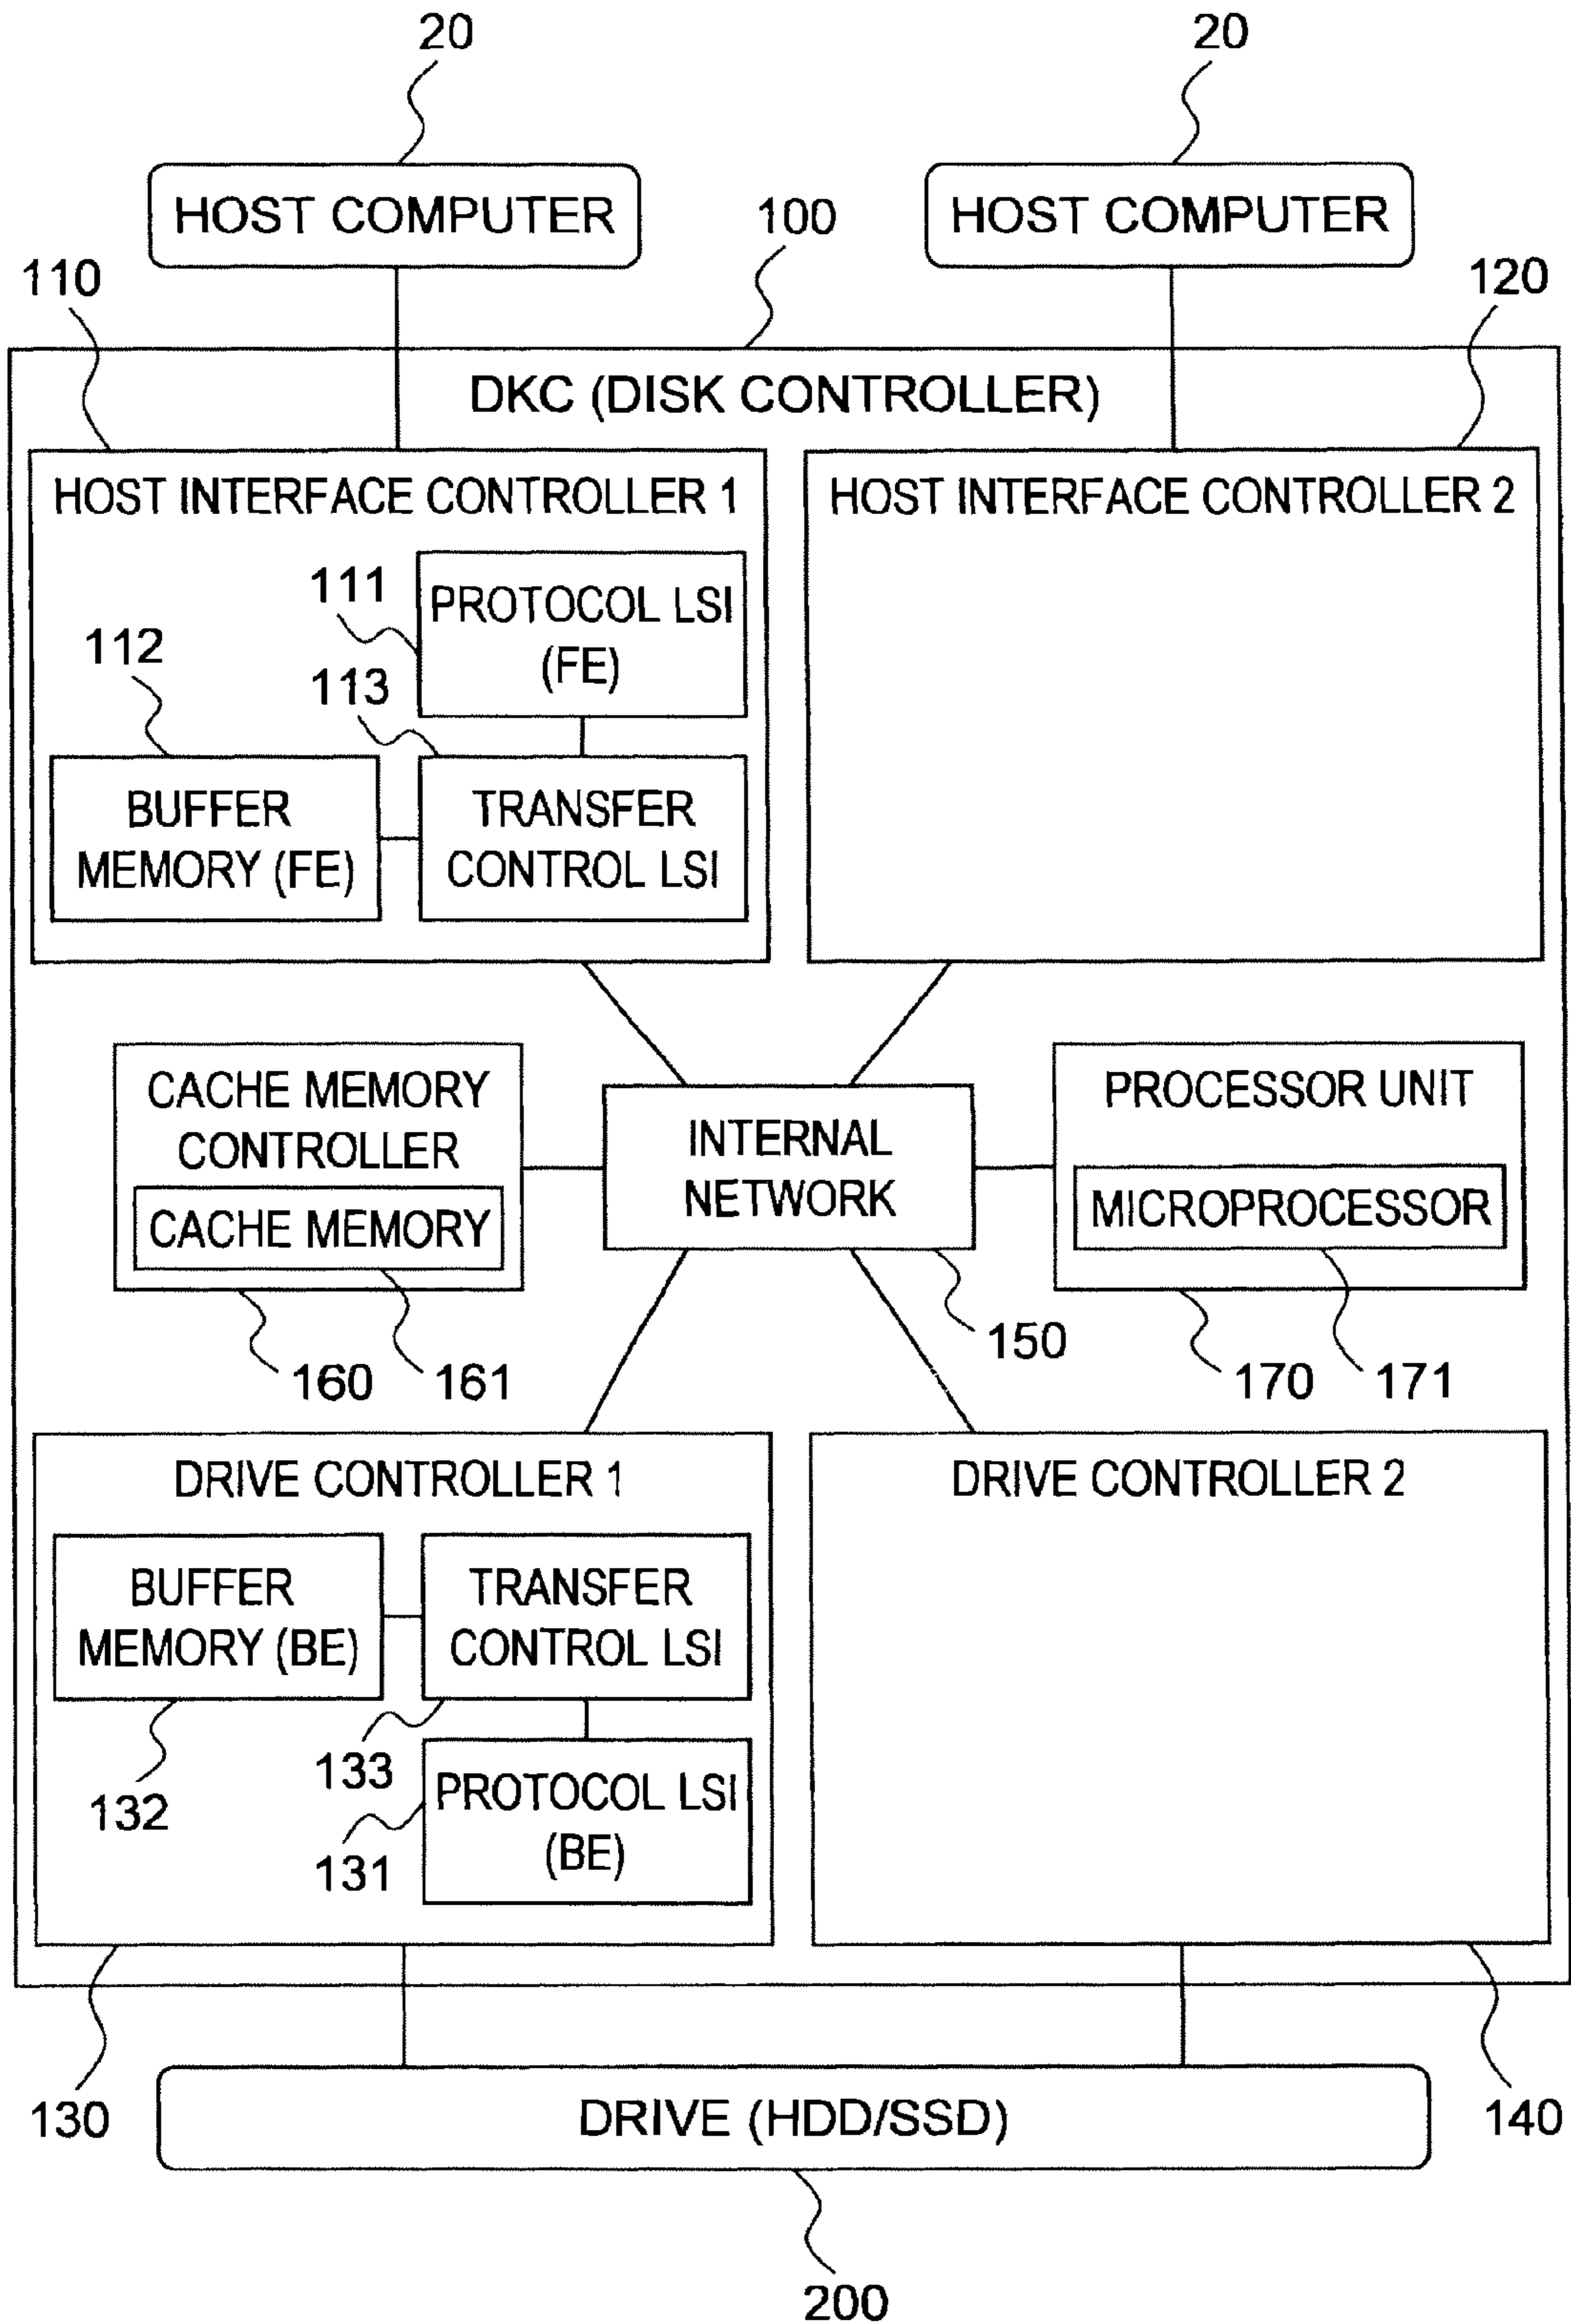 20
20
HOST COMPUTER
HOST COMPUTER
100
110
120
DKC (DISK CONTROLLER)
HOST INTERFACE CONTROLLER 1
HOST INTERFACE CONTROLLER 2
111
PROTOCOL LSI
(FE)
112
113
BUFFER
MEMORY (FE)
TRANSFER
CONTROL LSI
CACHE MEMORY
CONTROLLER
CACHE MEMORY
INTERNAL
NETWORK
PROCESSOR UNIT
MICROPROCESSOR
150
160
161
170
171
DRIVE CONTROLLER 1
DRIVE CONTROLLER 2
BUFFER
MEMORY (BE)
TRANSFER
CONTROL LSI
133
132
PROTOCOL LSI
(BE)
131
130
DRIVE (HDD/SSD)
140
200